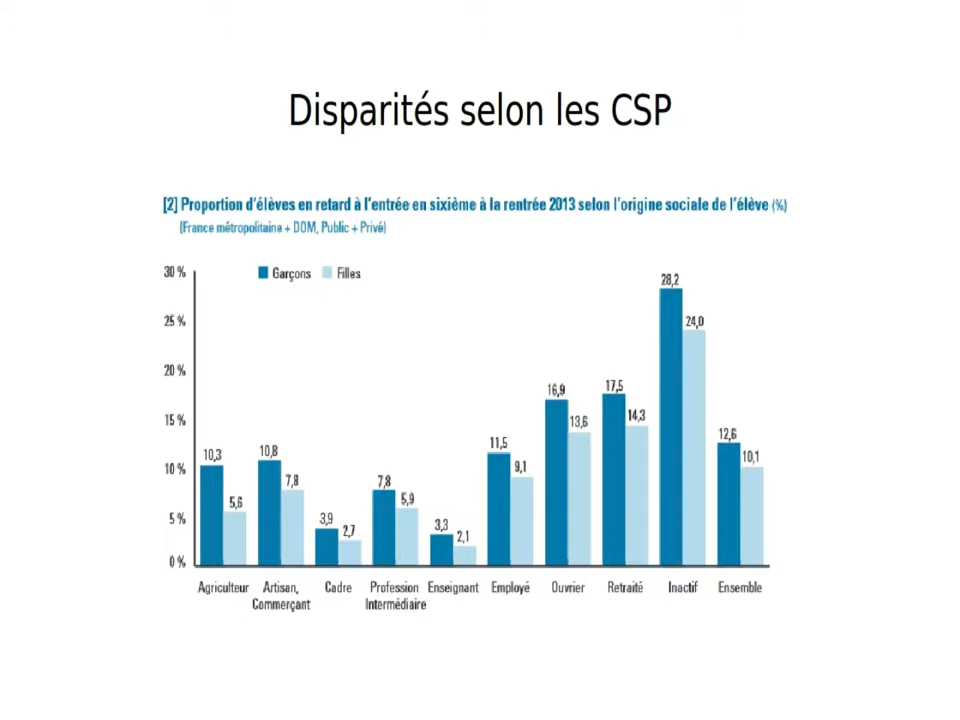 Disparités selon les CSP
[2] Proportion d'élèves en retard à l'entrée en sixième à la rentrée 2013 selon l'origine sociale de l'élève (%)
(France métropolitaine + DOM, Public + Privé)
30 %
Garçons
Filles
25 %
20 %
15 %
10 %
5 %
0 %
10,3
5,6
10,8
7,8
3,9
2,7
7,8
5,9
3,3
2,1
11,5
9,1
16,9
13,6
17,5
14,3
28,2
24,0
12,6
10,1
Agriculteur
Artisan,
Commerçant
Cadre
Profession
Intermédiaire
Enseignant
Employé
Ouvrier
Retraité
Inactif
Ensemble